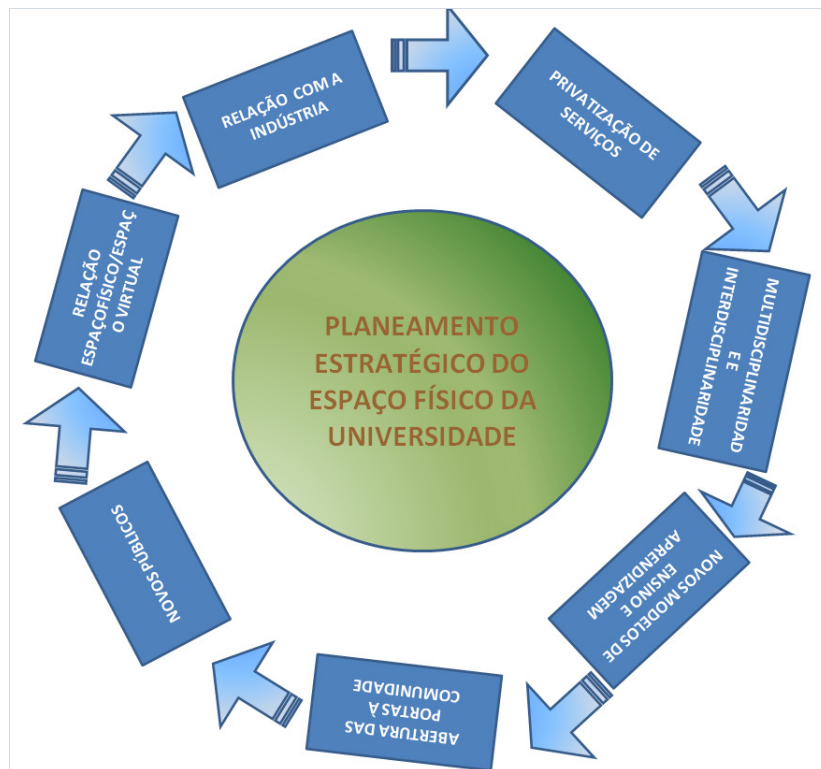 RELAÇÃO COM A
INDÚSTRIA
PRIVATIZAÇÃO DE
SERVIÇOS
MULTIDISCIPLINARIDAD
E E
INTERDISCIPLINARIDADE
NOVOS MODELOS DE
ENSINO E
APRENDIZAGEM
ABERTURA DAS
PORTAS À
COMUNIDADE
NOVOS PÚBLICOS
RELAÇÃO
ESPAÇOFÍSICO/ESPAÇ
O VIRTUAL
PLANEAMENTO
ESTRATÉGICO DO
ESPAÇO FÍSICO DA
UNIVERSIDADE